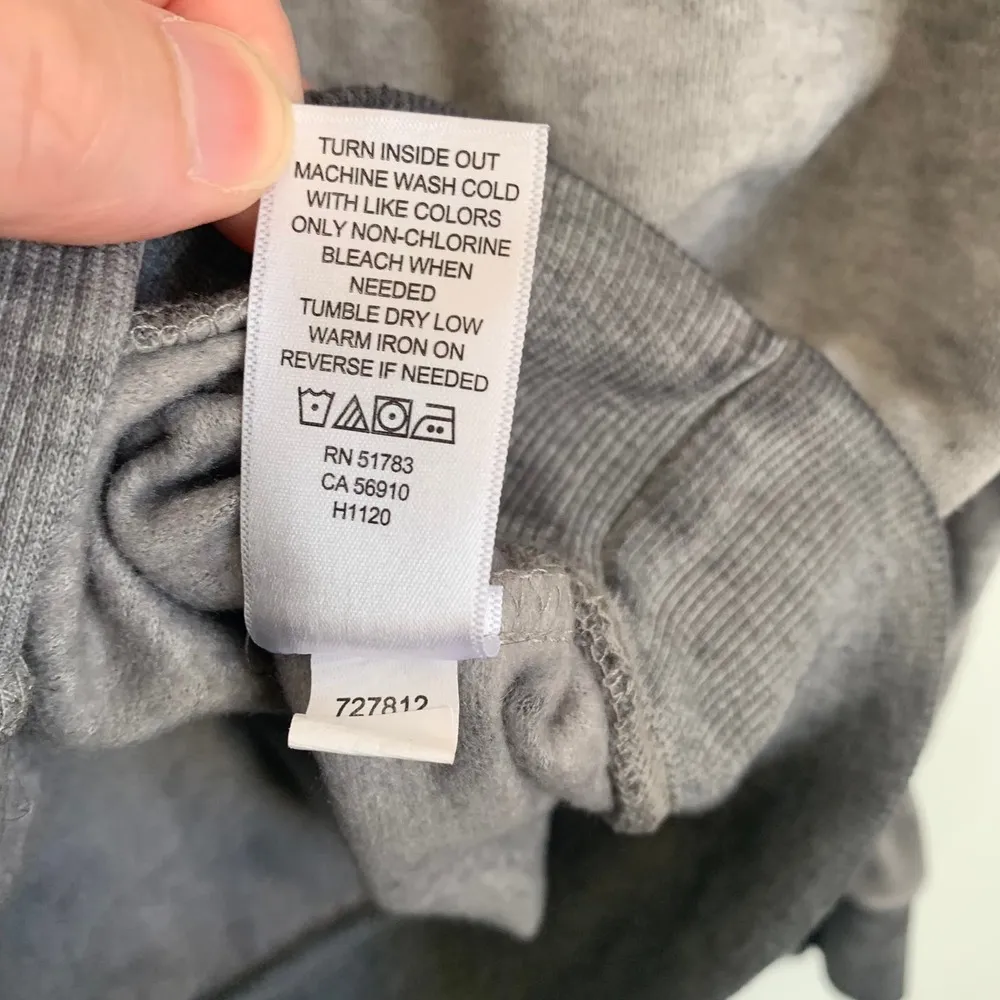 TURN INSIDE OUT
MACHINE WASH COLD
WITH LIKE COLORS
ONLY NON-CHLORINE
BLEACH WHEN
NEEDED
TUMBLE DRY LOW
WARM IRON ON
REVERSE IF NEEDED
RN 51783
CA 56910
H1120
727812